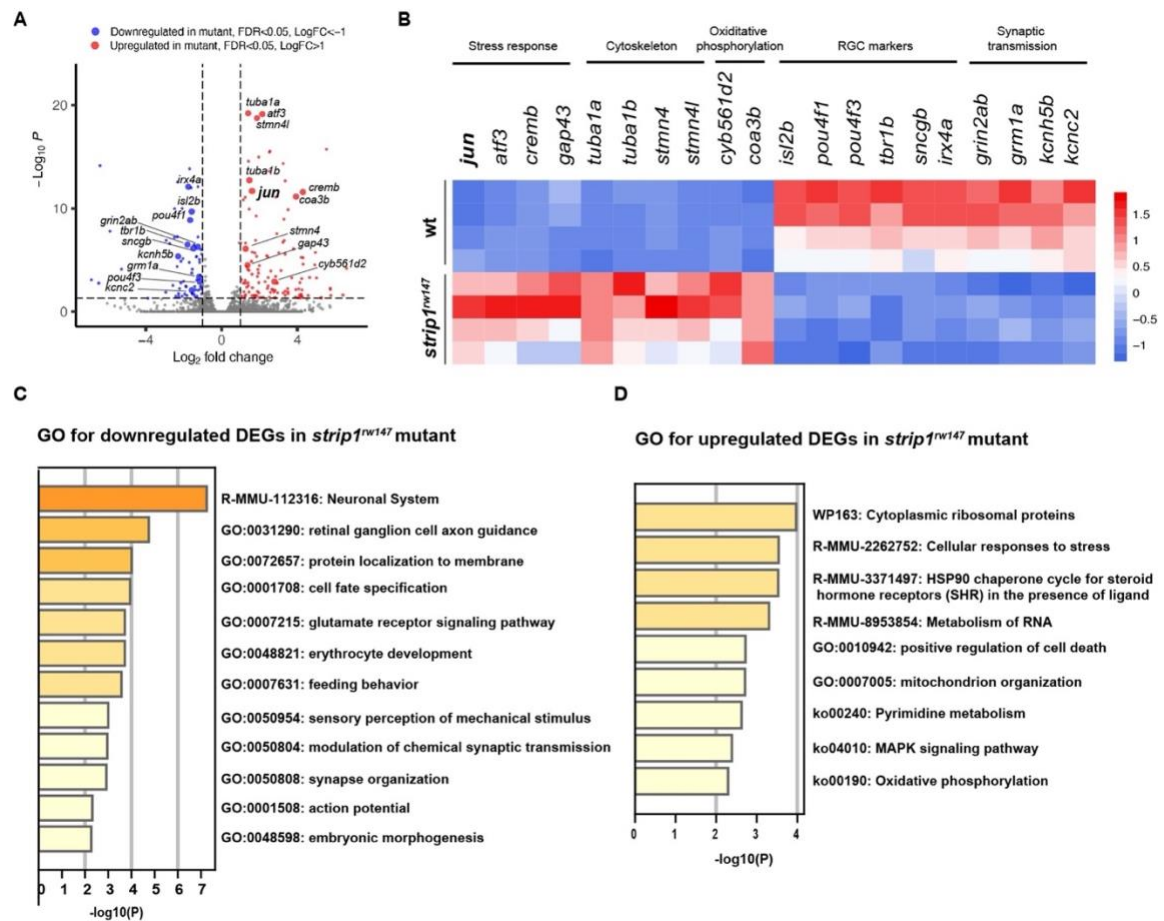 A
Downregulated in mutant, FDR<0.05, LogFC<−1
Upregulated in mutant, FDR<0.05, LogFC>1
−Log10 P
20
10
0
tuba1a
atf3
stmn4l
tuba1b
jun
cremb
coa3b
irx4a
isl2b
pou4f1
grin2ab
tbr1b
sncgb
kcnh5b
grm1a
pou4f3
kcnc2
stmn4
gap43
cyb561d2
−4
0
4
Log2 fold change
B
Stress response
Cytoskeleton
Oxiditative
phosphorylation
RGC markers
Synaptic
transmission
jun
atf3
cremb
gap43
tuba1a
tuba1b
stmn4
stmn4l
cyb561d2
coa3b
isl2b
pou4f1
pou4f3
tbr1b
sncgb
irx4a
grin2ab
grm1a
kcnh5b
kcnc2
wt
strip1rw147
1.5
1
0.5
0
−0.5
−1
C
GO for downregulated DEGs in strip1rw147 mutant
R-MMU-112316: Neuronal System
GO:0031290: retinal ganglion cell axon guidance
GO:0072657: protein localization to membrane
GO:0001708: cell fate specification
GO:0007215: glutamate receptor signaling pathway
GO:0048821: erythrocyte development
GO:0007631: feeding behavior
GO:0050954: sensory perception of mechanical stimulus
GO:0050804: modulation of chemical synaptic transmission
GO:0050808: synapse organization
GO:0001508: action potential
GO:0048598: embryonic morphogenesis
0 1 2 3 4 5 6 7
-log10(P)
D
GO for upregulated DEGs in strip1rw147 mutant
WP163: Cytoplasmic ribosomal proteins
R-MMU-2262752: Cellular responses to stress
R-MMU-3371497: HSP90 chaperone cycle for steroid
hormone receptors (SHR) in the presence of ligand
R-MMU-8953854: Metabolism of RNA
GO:0010942: positive regulation of cell death
GO:0007005: mitochondrion organization
ko00240: Pyrimidine metabolism
ko04010: MAPK signaling pathway
ko00190: Oxidative phosphorylation
0 1 2 3 4
-log10(P)